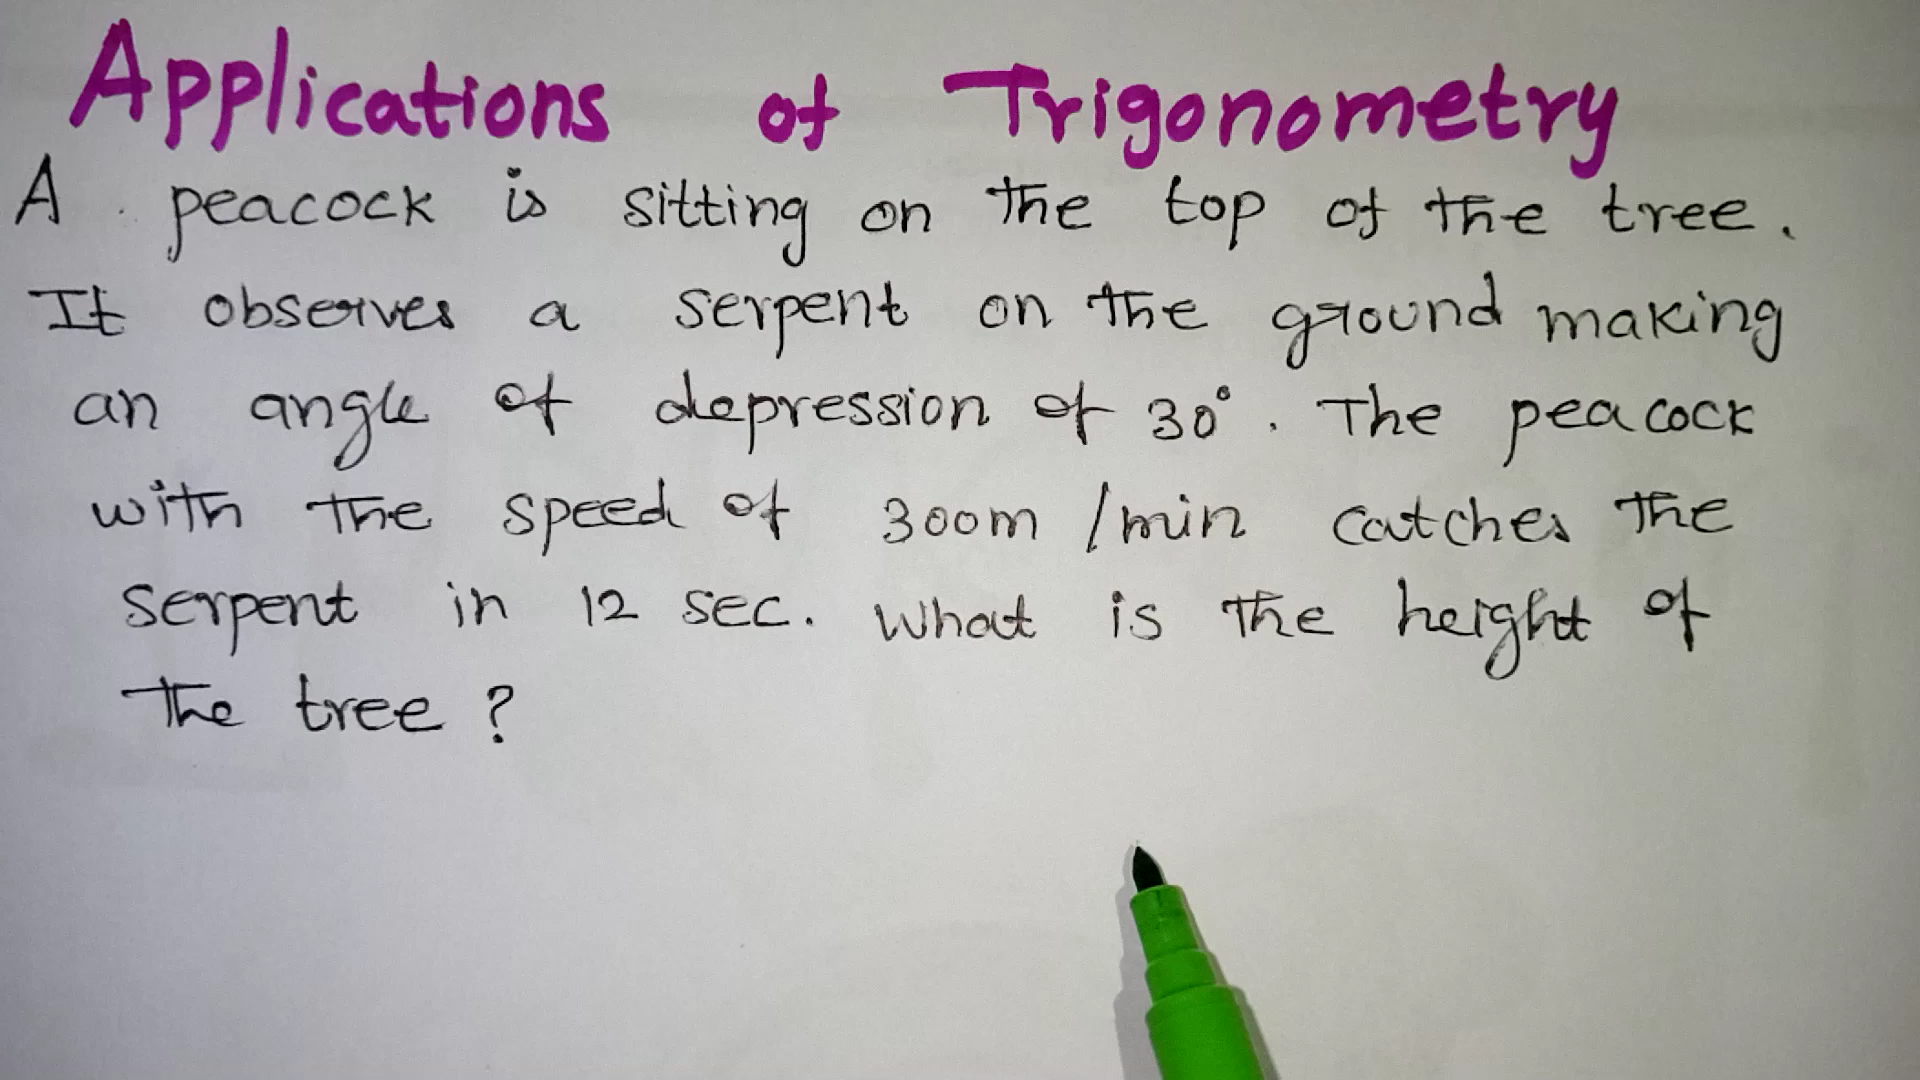 Applications of Trigonometry
A peacock is sitting on the top of the tree.
It observes a serpent on the ground making
an angle of depression of 30°. The peacock
with the speed of 300m /min catches the
serpent in 12 sec. What is the height of
the tree ?